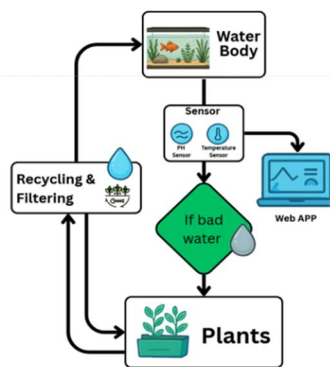 Water
Body
Sensor
PH
Sensor
Temperature
Sensor
Recycling &
Filtering
If bad
water
Web APP
Plants